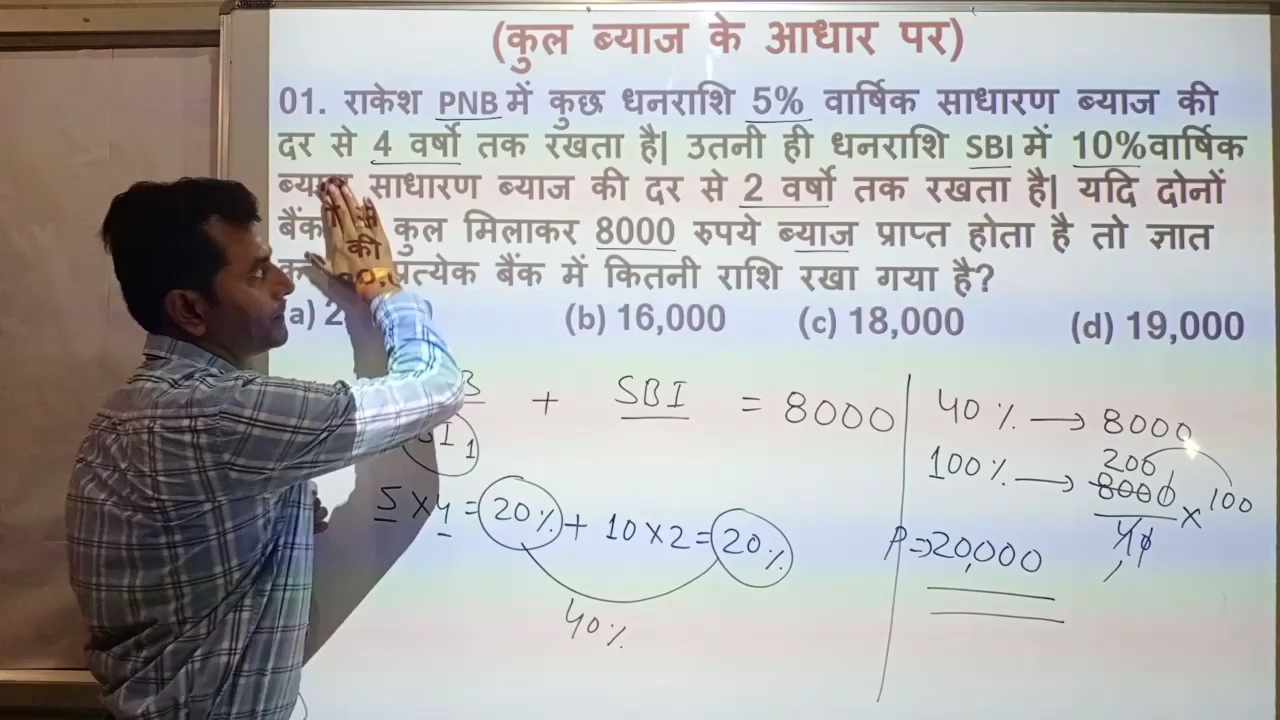 (कुल ब्याज के आधार पर)
01. राकेश PNB में कुछ धनराशि 5% वार्षिक साधारण ब्याज की
दर से 4 वर्षो तक रखता है| उतनी ही धनराशि SBI में 10%वार्षिक
साधारण ब्याज की दर से 2 वर्षो तक रखता है| यदि दोनों
बैंक कुल मिलाकर 8000 रुपये ब्याज प्राप्त होता है तो ज्ञात
प्रत्येक बैंक में कितनी राशि रखा गया है?
(b) 16,000 (c) 18,000 (d) 19,000
+ SBI = 8000
5 × 4 = 20% + 10 × 2 = 20%
40%
40% → 8000
100% → 200
8000 × 100
40
P ⇒ 20,000